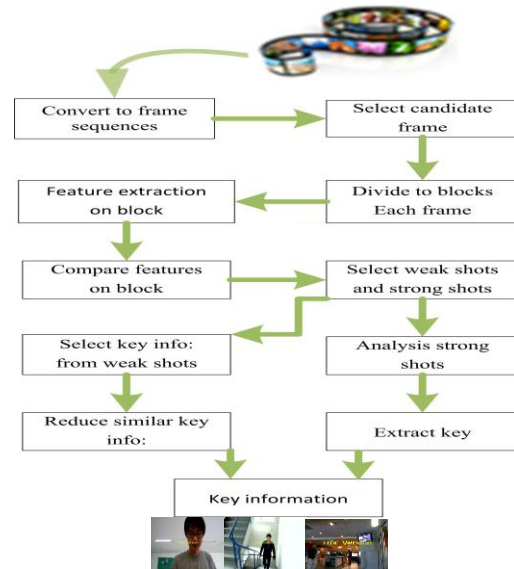 Convert to frame
sequences
Select candidate
frame
Divide to blocks
Each frame
Feature extraction
on block
Compare features
on block
Select weak shots
and strong shots
Select key info:
from weak shots
Analysis strong
shots
Reduce similar key
info:
Extract key
Key information